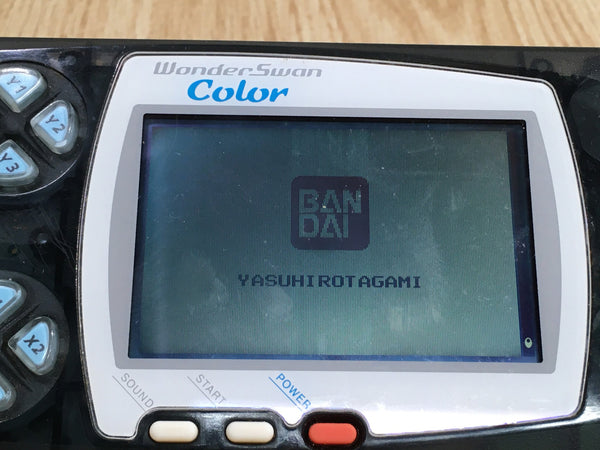 WonderSwan
Color
Y1
Y2
Y3
BAN
DAI
YASUHIROTAGAMI
X2
SOUND
START
POWER